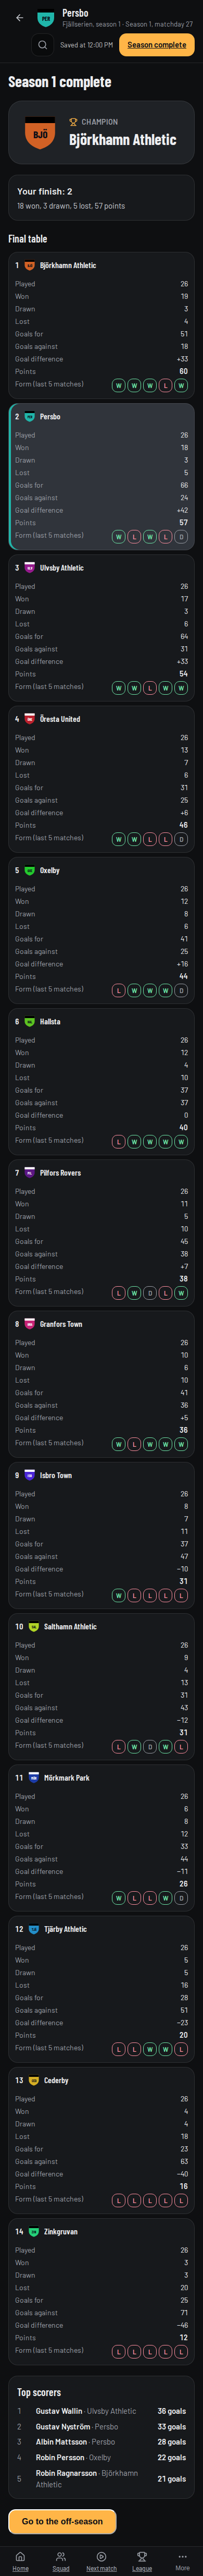 Persbo
Fjällserien, season 1 · Season 1, matchday 27
Saved at 12:00 PM
Season complete
Season 1 complete
BJÖ
CHAMPION
Björkhamn Athletic
Your finish: 2
18 won, 3 drawn, 5 lost, 57 points
Final table
1 Björkhamn Athletic
Played 26
Won 19
Drawn 3
Lost 4
Goals for 51
Goals against 18
Goal difference +33
Points 60
Form (last 5 matches) W W W L W
2 Persbo
Played 26
Won 18
Drawn 3
Lost 5
Goals for 66
Goals against 24
Goal difference +42
Points 57
Form (last 5 matches) W L W L D
3 Ulvsby Athletic
Played 26
Won 17
Drawn 3
Lost 6
Goals for 64
Goals against 31
Goal difference +33
Points 54
Form (last 5 matches) W W L W W
4 Öresta United
Played 26
Won 13
Drawn 7
Lost 6
Goals for 31
Goals against 25
Goal difference +6
Points 46
Form (last 5 matches) W W L L D
5 Oxelby
Played 26
Won 12
Drawn 8
Lost 6
Goals for 41
Goals against 25
Goal difference +16
Points 44
Form (last 5 matches) L W W W D
6 Hallsta
Played 26
Won 12
Drawn 4
Lost 10
Goals for 37
Goals against 37
Goal difference 0
Points 40
Form (last 5 matches) L W W W W
7 Pilfors Rovers
Played 26
Won 11
Drawn 5
Lost 10
Goals for 45
Goals against 38
Goal difference +7
Points 38
Form (last 5 matches) L W D L W
8 Granfors Town
Played 26
Won 10
Drawn 6
Lost 10
Goals for 41
Goals against 36
Goal difference +5
Points 36
Form (last 5 matches) W L W W W
9 Isbro Town
Played 26
Won 8
Drawn 7
Lost 11
Goals for 37
Goals against 47
Goal difference −10
Points 31
Form (last 5 matches) W L L L L
10 Salthamn Athletic
Played 26
Won 9
Drawn 4
Lost 13
Goals for 31
Goals against 43
Goal difference −12
Points 31
Form (last 5 matches) L W D W L
11 Mörkmark Park
Played 26
Won 6
Drawn 8
Lost 12
Goals for 33
Goals against 44
Goal difference −11
Points 26
Form (last 5 matches) W L L W D
12 Tjärby Athletic
Played 26
Won 5
Drawn 5
Lost 16
Goals for 28
Goals against 51
Goal difference −23
Points 20
Form (last 5 matches) L L W W L
13 Cederby
Played 26
Won 4
Drawn 4
Lost 18
Goals for 23
Goals against 63
Goal difference −40
Points 16
Form (last 5 matches) L L L L L
14 Zinkgruvan
Played 26
Won 3
Drawn 3
Lost 20
Goals for 25
Goals against 71
Goal difference −46
Points 12
Form (last 5 matches) L L L L L
Top scorers
1 Gustav Wallin · Ulvsby Athletic 36 goals
2 Gustav Nyström · Persbo 33 goals
3 Albin Mattsson · Persbo 28 goals
4 Robin Persson · Oxelby 22 goals
5 Robin Ragnarsson · Björkhamn Athletic 21 goals
Go to the off-season
Home
Squad
Next match
League
More